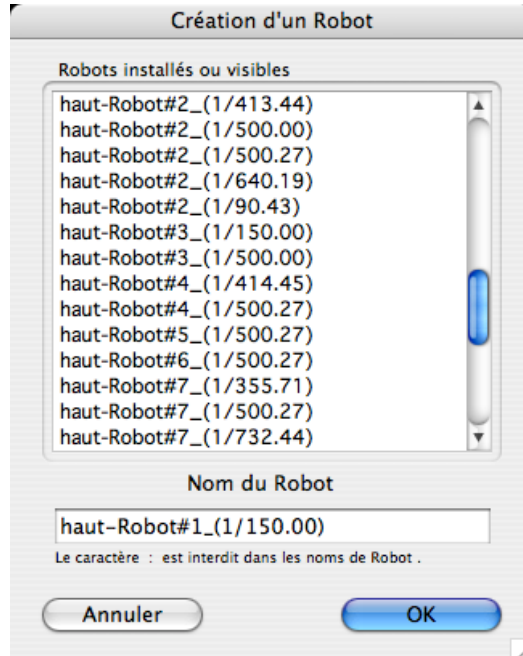 Création d'un Robot
Robots installés ou visibles
haut-Robot#2_(1/413.44)
haut-Robot#2_(1/500.00)
haut-Robot#2_(1/500.27)
haut-Robot#2_(1/640.19)
haut-Robot#2_(1/90.43)
haut-Robot#3_(1/150.00)
haut-Robot#3_(1/500.00)
haut-Robot#4_(1/414.45)
haut-Robot#4_(1/500.27)
haut-Robot#5_(1/500.27)
haut-Robot#6_(1/500.27)
haut-Robot#7_(1/355.71)
haut-Robot#7_(1/500.27)
haut-Robot#7_(1/732.44)
Nom du Robot
haut-Robot#1_(1/150.00)
Le caractère : est interdit dans les noms de Robot .
Annuler OK